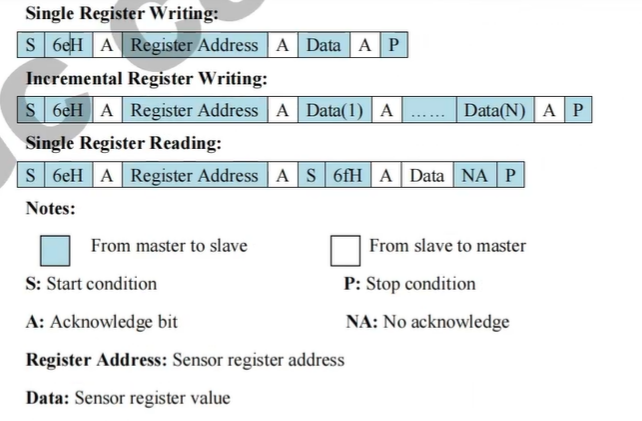 Single Register Writing:
S 6eH A Register Address A Data A P
Incremental Register Writing:
S 6eH A Register Address A Data(1) A …… Data(N) A P
Single Register Reading:
S 6eH A Register Address A S 6fH A Data NA P
Notes:
From master to slave From slave to master
S: Start condition P: Stop condition
A: Acknowledge bit NA: No acknowledge
Register Address: Sensor register address
Data: Sensor register value